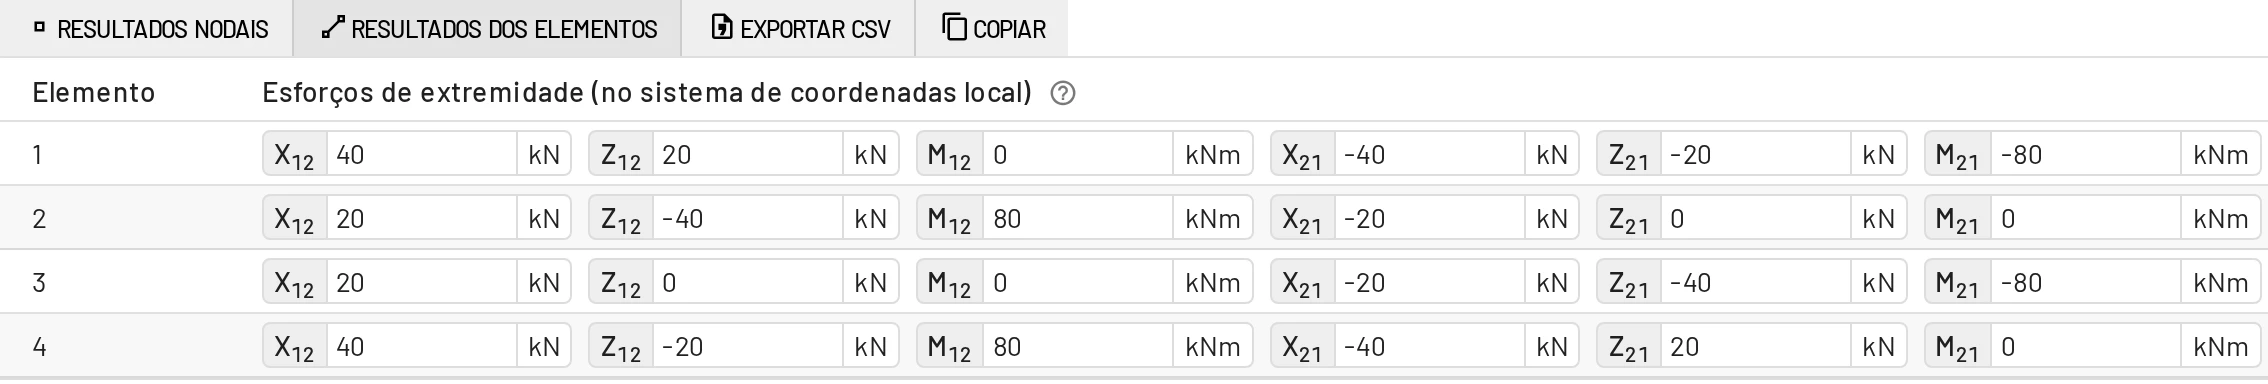 RESULTADOS NODAIS RESULTADOS DOS ELEMENTOS EXPORTAR CSV COPIAR
Elemento Esforços de extremidade (no sistema de coordenadas local) ?
1 X12 40 kN Z12 20 kN M12 0 kNm X21 -40 kN Z21 -20 kN M21 -80 kNm
2 X12 20 kN Z12 -40 kN M12 80 kNm X21 -20 kN Z21 0 kN M21 0 kNm
3 X12 20 kN Z12 0 kN M12 0 kNm X21 -20 kN Z21 -40 kN M21 -80 kNm
4 X12 40 kN Z12 -20 kN M12 80 kNm X21 -40 kN Z21 20 kN M21 0 kNm